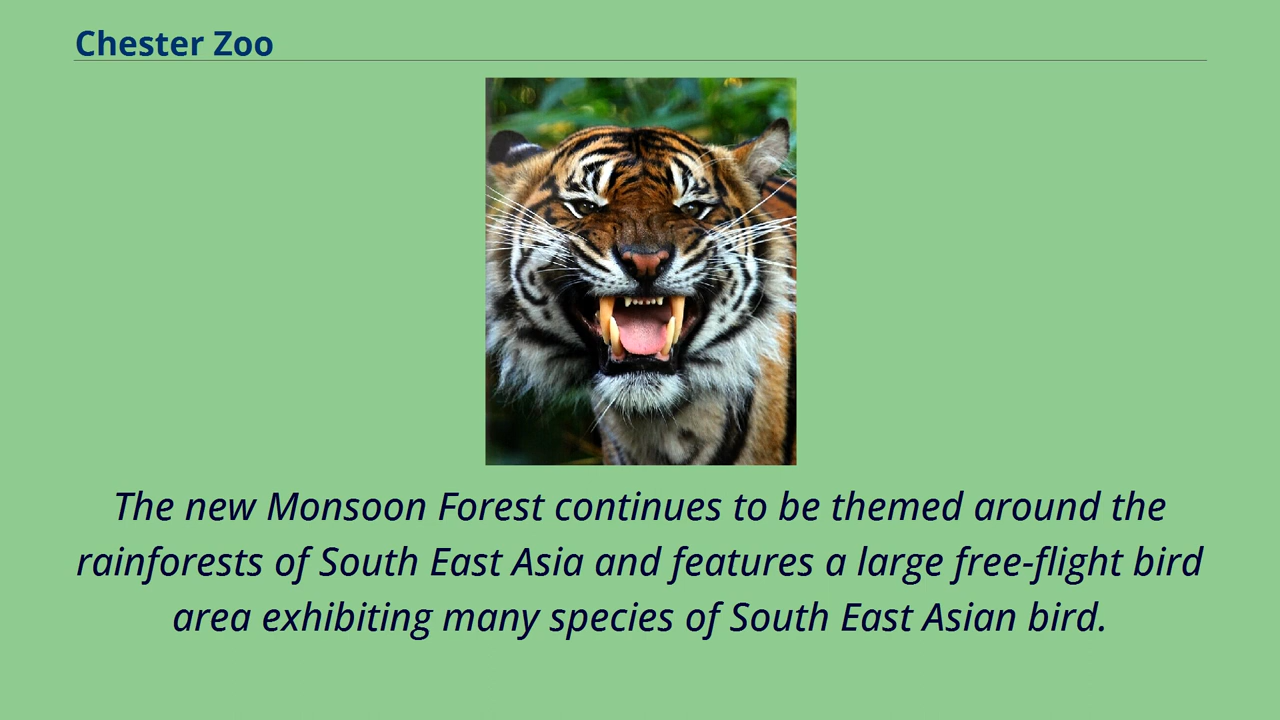 Chester Zoo
The new Monsoon Forest continues to be themed around the
rainforests of South East Asia and features a large free-flight bird
area exhibiting many species of South East Asian bird.